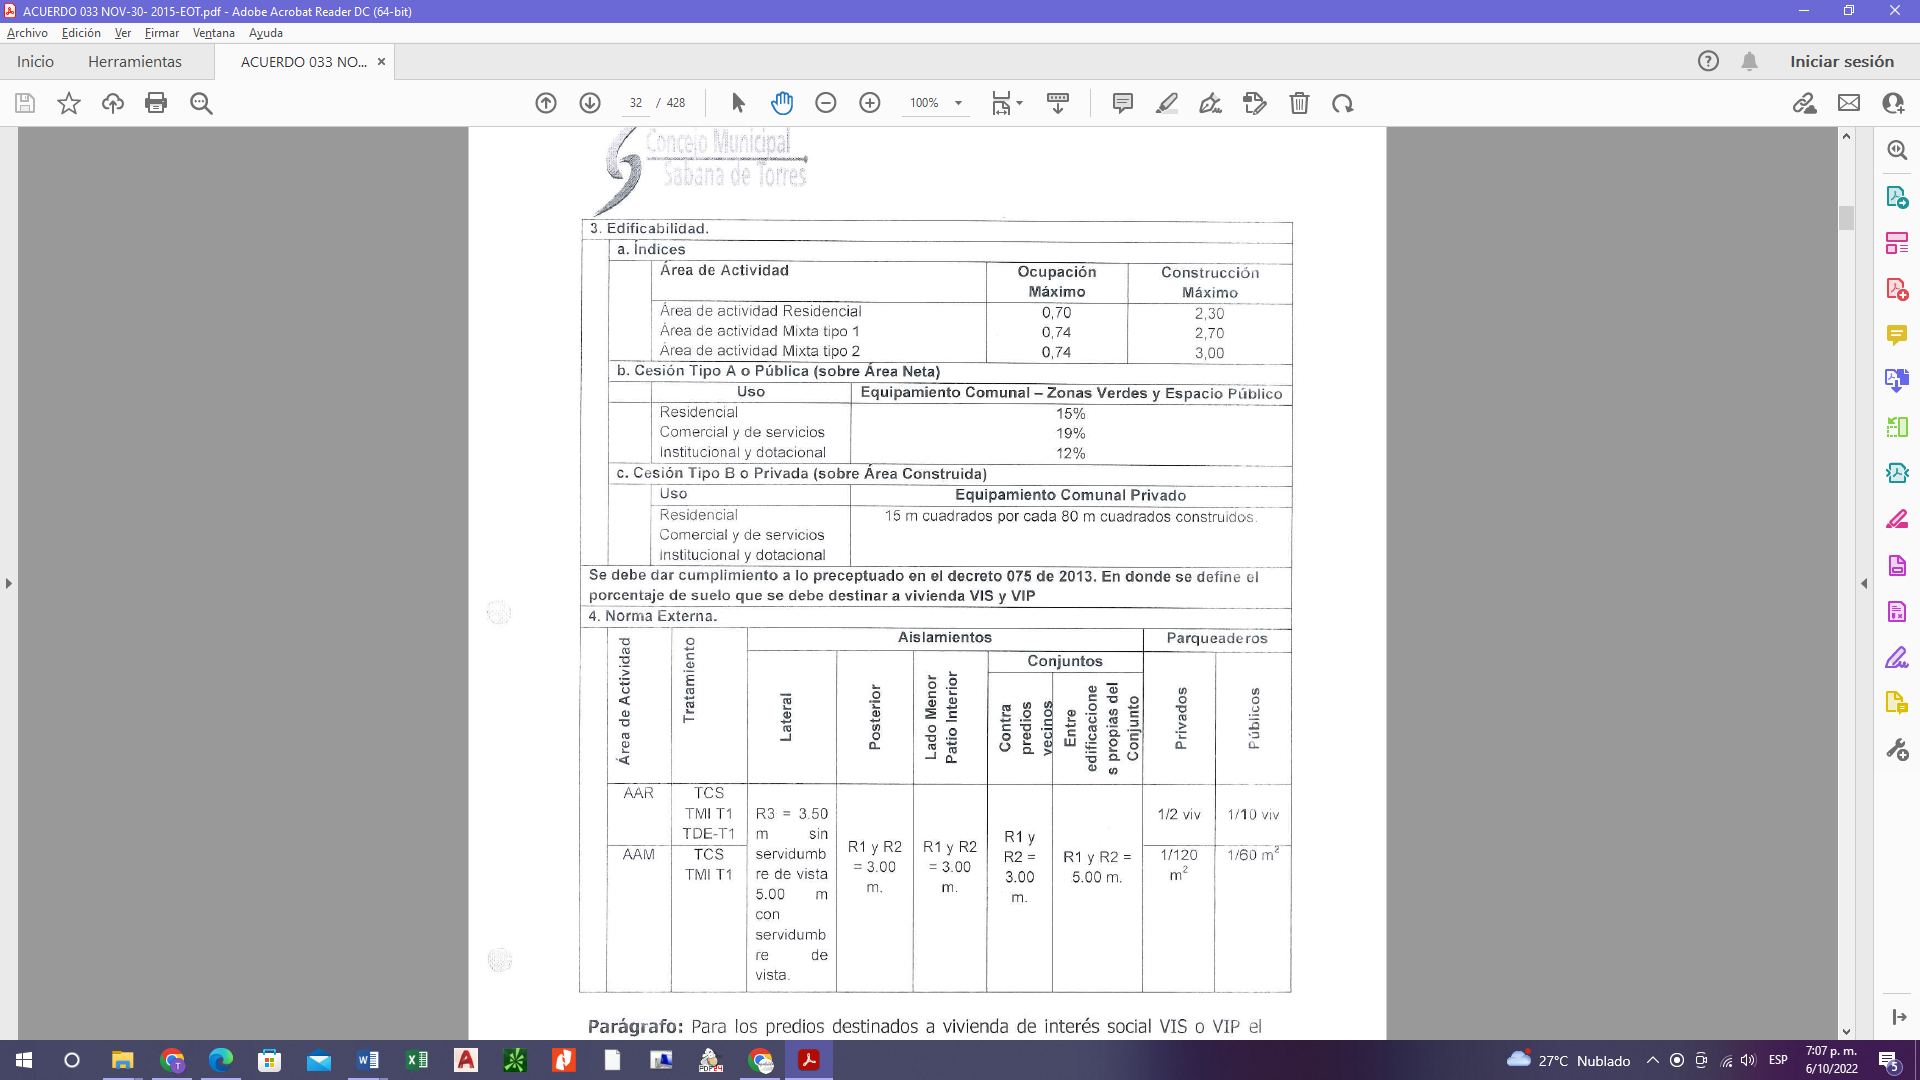 ACUERDO 033 NOV-30- 2015-EOT.pdf - Adobe Acrobat Reader DC (64-bit)
Archivo Edición Ver Firmar Ventana Ayuda
Inicio Herramientas ACUERDO 033 NO... × Iniciar sesión
32 / 428 100%
Concejo Municipal
Sabana de Torres
3. Edificabilidad.
a. Índices
Área de Actividad Ocupación Máximo Construcción Máximo
Área de actividad Residencial 0,70 2,30
Área de actividad Mixta tipo 1 0,74 2,70
Área de actividad Mixta tipo 2 0,74 3,00
b. Cesión Tipo A o Pública (sobre Área Neta)
Uso Equipamiento Comunal – Zonas Verdes y Espacio Público
Residencial 15%
Comercial y de servicios 19%
Institucional y dotacional 12%
c. Cesión Tipo B o Privada (sobre Área Construida)
Uso Equipamiento Comunal Privado
Residencial 15 m cuadrados por cada 80 m cuadrados construidos.
Comercial y de servicios
Institucional y dotacional
Se debe dar cumplimiento a lo preceptuado en el decreto 075 de 2013. En donde se define el
porcentaje de suelo que se debe destinar a vivienda VIS y VIP
4. Norma Externa.
Área de Actividad
Tratamiento
Aislamientos
Parqueaderos
Lateral
Posterior
Lado Menor
Patio Interior
Conjuntos
Contra
predios
vecinos
Entre
edificacione
s propias del
Conjunto
Privados
Públicos
AAR
TCS
TMI T1
TDE-T1
AAM
TCS
TMI T1
R3 = 3.50
m sin
servidumb
re de vista
5.00 m
con
servidumb
re de
vista.
R1 y R2
= 3.00
m.
R1 y R2
= 3.00
m.
R1 y
R2 =
3.00
m.
R1 y R2 =
5.00 m.
1/2 viv
1/10 viv
1/120
m²
1/60 m²
Parágrafo: Para los predios destinados a vivienda de interés social VIS o VIP el
27°C Nublado ESP
7:07 p. m.
6/10/2022
5